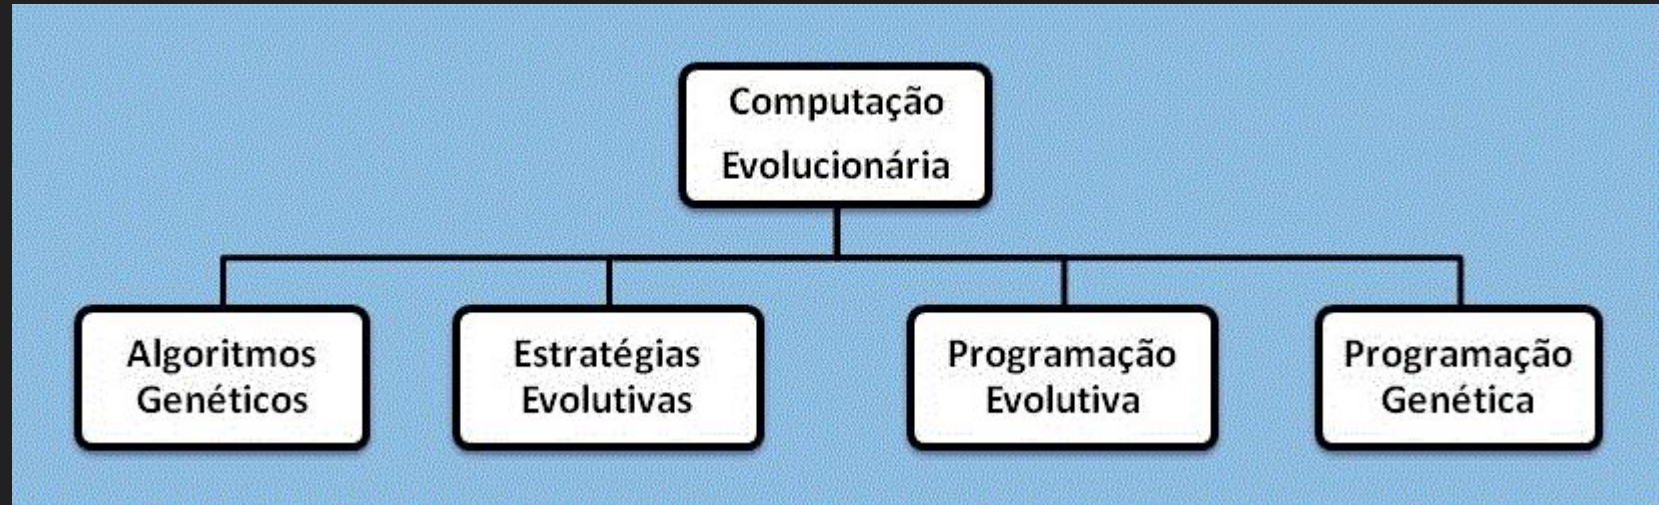 Computação
Evolucionária
Algoritmos
Genéticos
Estratégias
Evolutivas
Programação
Evolutiva
Programação
Genética